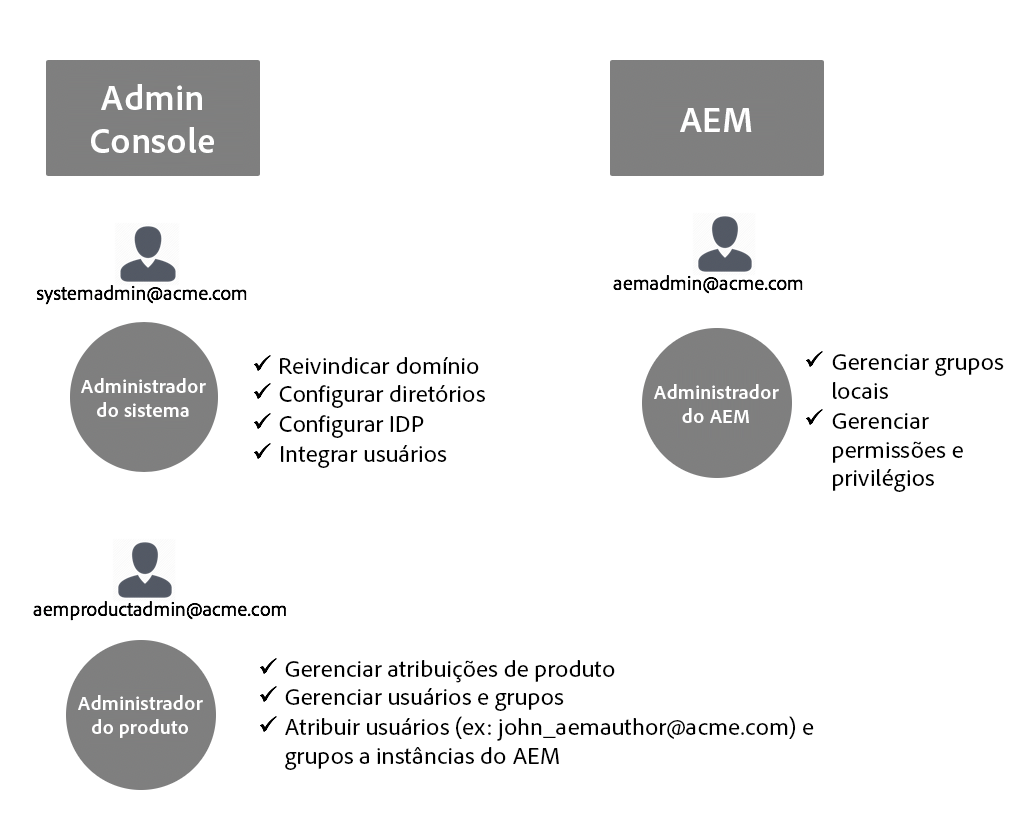 Admin
Console
AEM
systemadmin@acme.com
aemadmin@acme.com
Administrador
do sistema
✓ Reivindicar domínio
✓ Configurar diretórios
✓ Configurar IDP
✓ Integrar usuários
Administrador
do AEM
✓ Gerenciar grupos
locais
✓ Gerenciar
permissões e
privilégios
aemproductadmin@acme.com
Administrador
do produto
✓ Gerenciar atribuições de produto
✓ Gerenciar usuários e grupos
✓ Atribuir usuários (ex: john_aemauthor@acme.com) e
grupos a instâncias do AEM